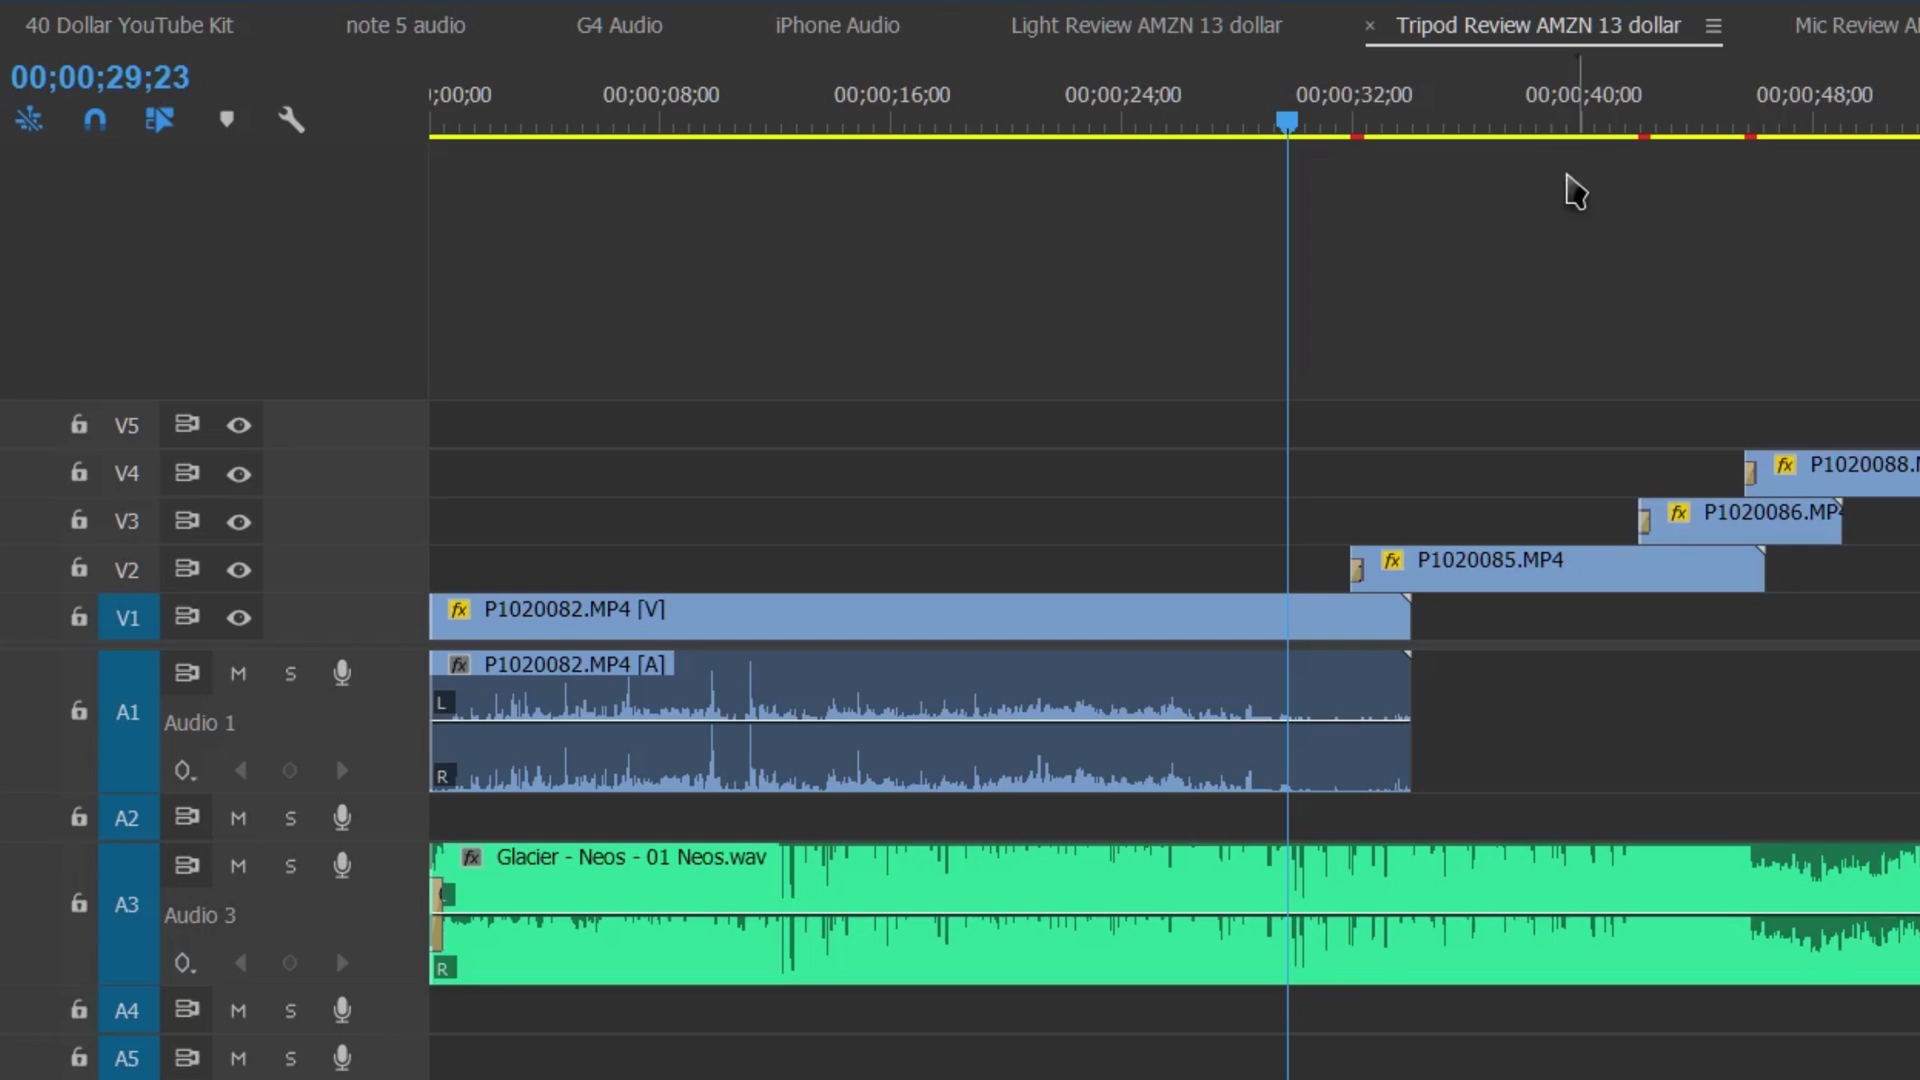 40 Dollar YouTube Kit note 5 audio G4 Audio iPhone Audio Light Review AMZN 13 dollar × Tripod Review AMZN 13 dollar Mic Review
00;00;29;23
;00;00 00;00;08;00 00;00;16;00 00;00;24;00 00;00;32;00 00;00;40;00 00;00;48;00
V5
V4 fx P1020088.
V3 fx P1020086.MP4
V2 fx P1020085.MP4
V1 fx P1020082.MP4 [V]
M S fx P1020082.MP4 [A]
L
A1 Audio 1
R
A2 M S
M S fx Glacier - Neos - 01 Neos.wav
A3 Audio 3
R
A4 M S
A5 M S